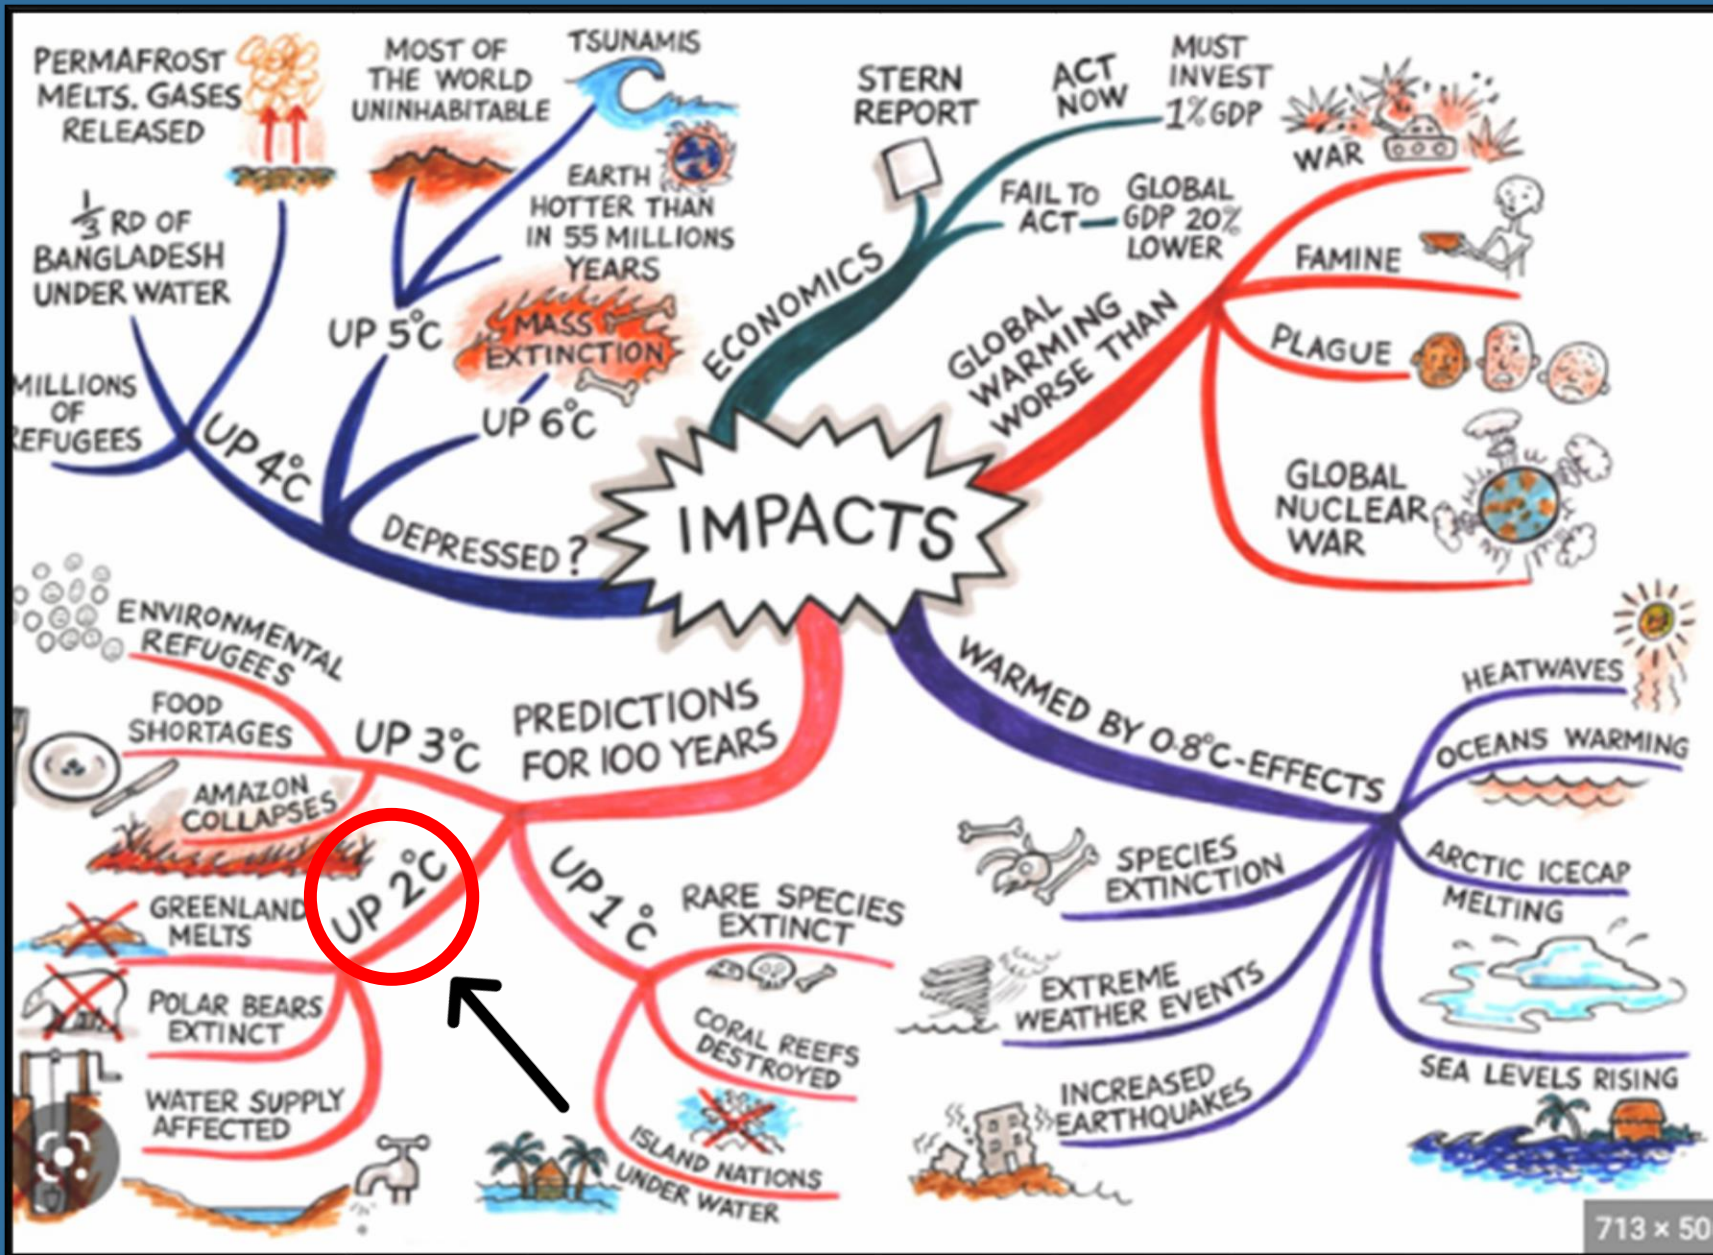 PERMAFROST
MELTS. GASES
RELEASED
MOST OF
THE WORLD
UNINHABITABLE
TSUNAMIS
EARTH
HOTTER THAN
IN 55 MILLIONS
YEARS
1/3 RD OF
BANGLADESH
UNDER WATER
MILLIONS
OF
REFUGEES
UP 4°C
UP 5°C
MASS
EXTINCTION
UP 6°C
DEPRESSED?
STERN
REPORT
ACT
NOW
MUST
INVEST
1% GDP
FAIL TO
ACT
GLOBAL
GDP 20%
LOWER
ECONOMICS
GLOBAL
WARMING
WORSE THAN
WAR
FAMINE
PLAGUE
GLOBAL
NUCLEAR
WAR
IMPACTS
ENVIRONMENTAL
REFUGEES
FOOD
SHORTAGES
AMAZON
COLLAPSES
UP 3°C
PREDICTIONS
FOR 100 YEARS
UP 2°C
GREENLAND
MELTS
POLAR BEARS
EXTINCT
WATER SUPPLY
AFFECTED
UP 1°C
RARE SPECIES
EXTINCT
CORAL REEFS
DESTROYED
ISLAND NATIONS
UNDER WATER
WARMED BY 0.8°C-EFFECTS
HEATWAVES
OCEANS WARMING
ARCTIC ICECAP
MELTING
SEA LEVELS RISING
SPECIES
EXTINCTION
EXTREME
WEATHER EVENTS
INCREASED
EARTHQUAKES
713 × 50